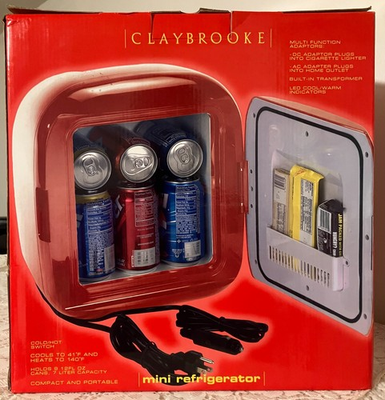 CLAYBROOKE
MULTI FUNCTION
ADAPTORS:
-DC ADAPTOR PLUGS
INTO CIGARETTE LIGHTER
-AC ADAPTER PLUGS
INTO HOME OUTLET
BUILT-IN TRANSFORMER
LED COOL/WARM
INDICATORS
COLD/HOT
SWITCH
COOLS TO 41°F AND
HEATS TO 140°F
HOLDS 9 12FL OZ.
CANS, 7 LITER CAPACITY
COMPACT AND PORTABLE
mini refrigerator